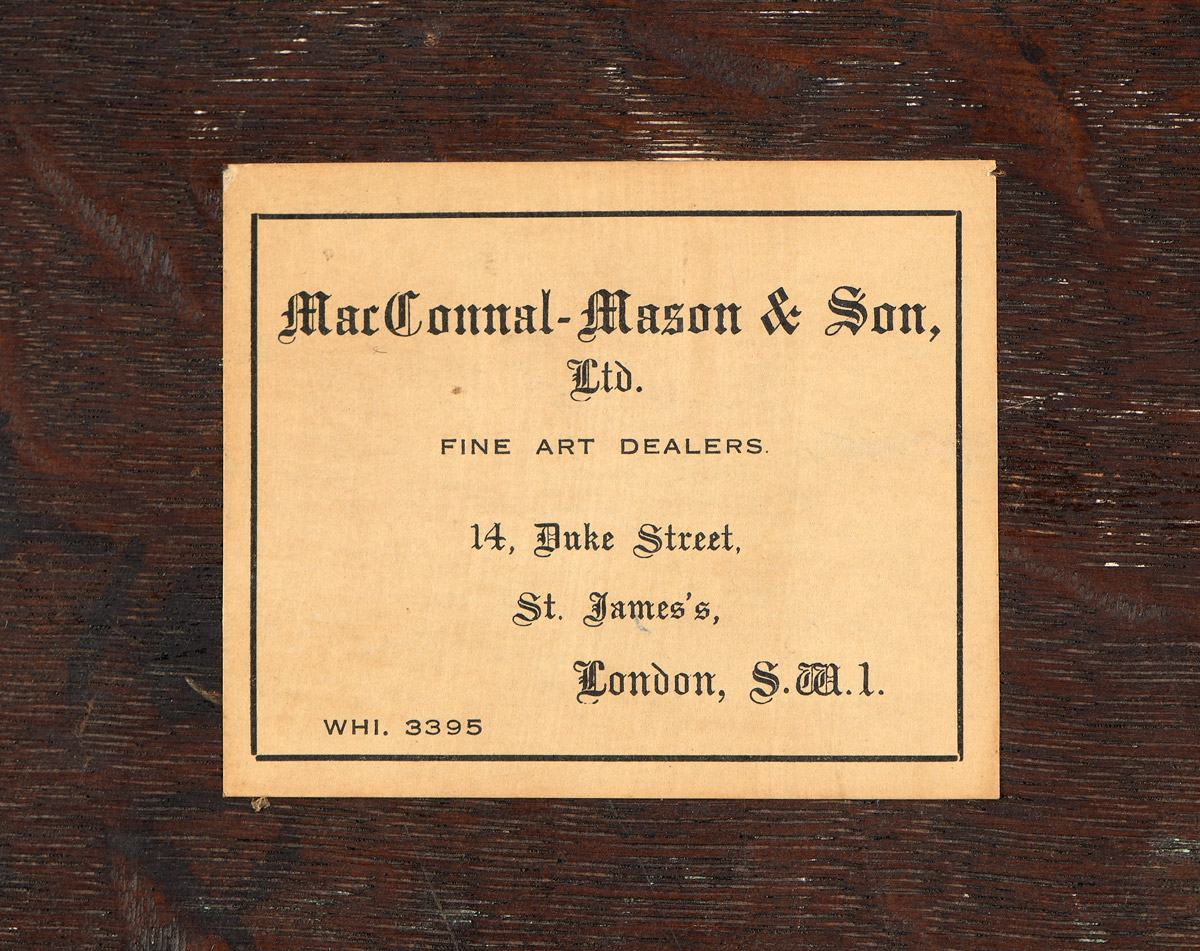 MacConnal-Mason & Son,
Ltd.
FINE ART DEALERS.
14, Duke Street,
St. James's,
London, S.W.1.
WHI. 3395